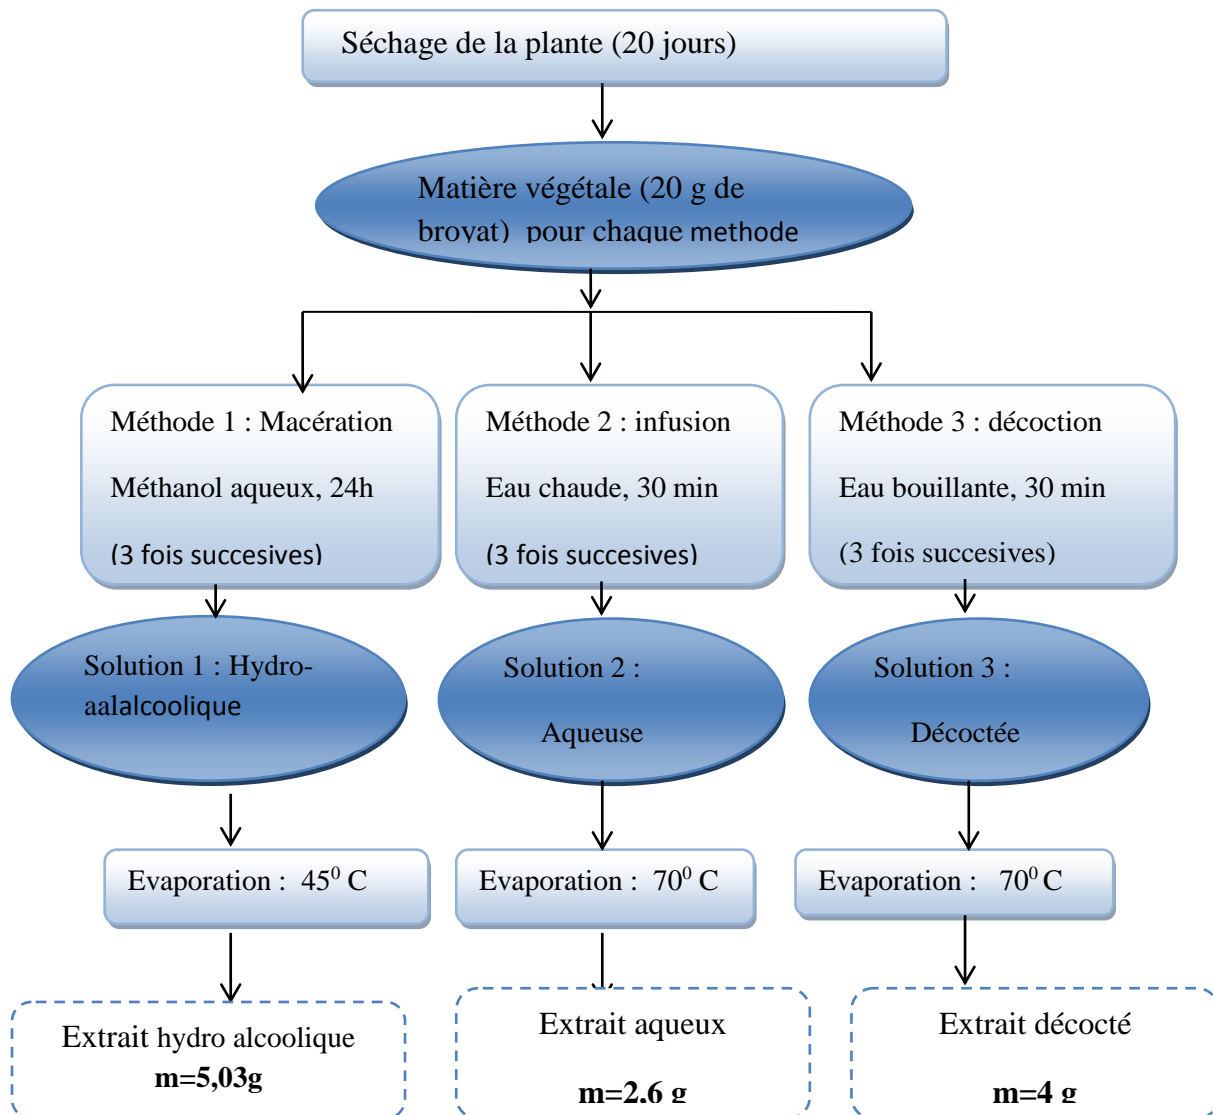 Séchage de la plante (20 jours)
Matière végétale (20 g de
broyat) pour chaque methode
Méthode 1 : Macération
Méthanol aqueux, 24h
(3 fois succesives)
Méthode 2 : infusion
Eau chaude, 30 min
(3 fois succesives)
Méthode 3 : décoction
Eau bouillante, 30 min
(3 fois succesives)
Solution 1 : Hydro-
aalalcoolique
Solution 2 :
Aqueuse
Solution 3 :
Décoctée
Evaporation : 45⁰ C
Evaporation : 70⁰ C
Evaporation : 70⁰ C
Extrait hydro alcoolique
m=5,03g
Extrait aqueux
m=2,6 g
Extrait décocté
m=4 g